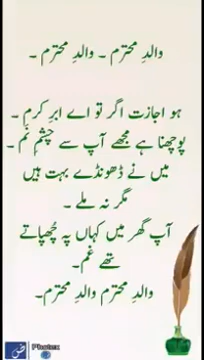 والدِ محترم ۔ والدِ محترم ۔
ہو اجازت اگر تو اے ابرِ کرم ۔
پوچھنا ہے مجھے آپ سے چشمِ نم ۔
میں نے ڈھونڈے بہت ہیں
مگر نہ ملے ۔
آپ گھر میں کہاں پہ چُھپاتے
تھے غم۔
والدِ محترم والدِ محترم۔